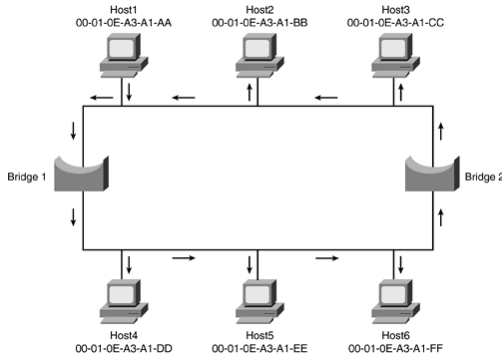 Host1
00-01-0E-A3-A1-AA
Host2
00-01-0E-A3-A1-BB
Host3
00-01-0E-A3-A1-CC
Bridge 1
Bridge 2
Host4
00-01-0E-A3-A1-DD
Host5
00-01-0E-A3-A1-EE
Host6
00-01-0E-A3-A1-FF